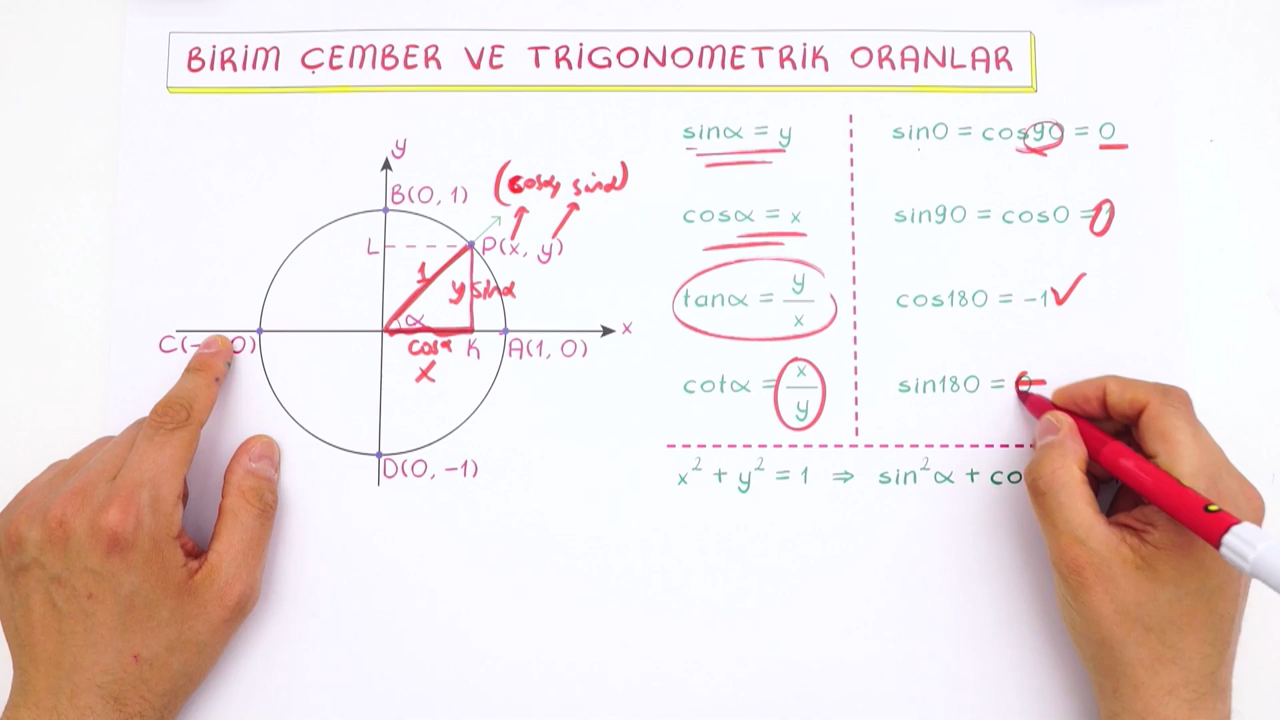 BİRİM ÇEMBER VE TRİGONOMETRİK ORANLAR
y
B(0, 1)
(cosα, sinα)
L
P(x, y)
1
y
sinα
α
x
C(
0)
cosα
K
A(1, 0)
x
D(0, -1)
sinα = y
cosα = x
tanα = y/x
cotα = x/y
sin0 = cos90 = 0
sin90 = cos0 =
cos180 = -1 ✓
sin180 =
x² + y² = 1 ⇒ sin²α + co